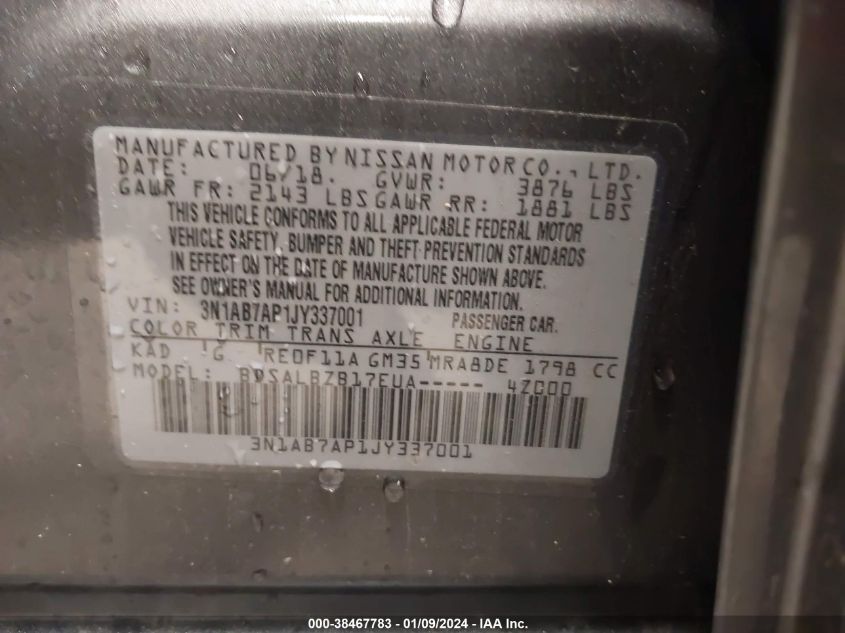 MANUFACTURED BY NISSAN MOTOR CO., LTD.
DATE: 06/18. GVWR: 3876 LBS
GAWR FR: 2143 LBS GAWR RR: 1881 LBS
THIS VEHICLE CONFORMS TO ALL APPLICABLE FEDERAL MOTOR
VEHICLE SAFETY, BUMPER AND THEFT PREVENTION STANDARDS
IN EFFECT ON THE DATE OF MANUFACTURE SHOWN ABOVE.
SEE OWNER'S MANUAL FOR ADDITIONAL INFORMATION.
VIN: 3N1AB7AP1JY337001 PASSENGER CAR.
COLOR TRIM TRANS AXLE ENGINE
KAD G RE0F11A GM35 MRA8DE 1798 CC
MODEL: BDSALBZB17EUA----- 4Z000
3N1AB7AP1JY337001
000-38467783 - 01/09/2024 - IAA Inc.